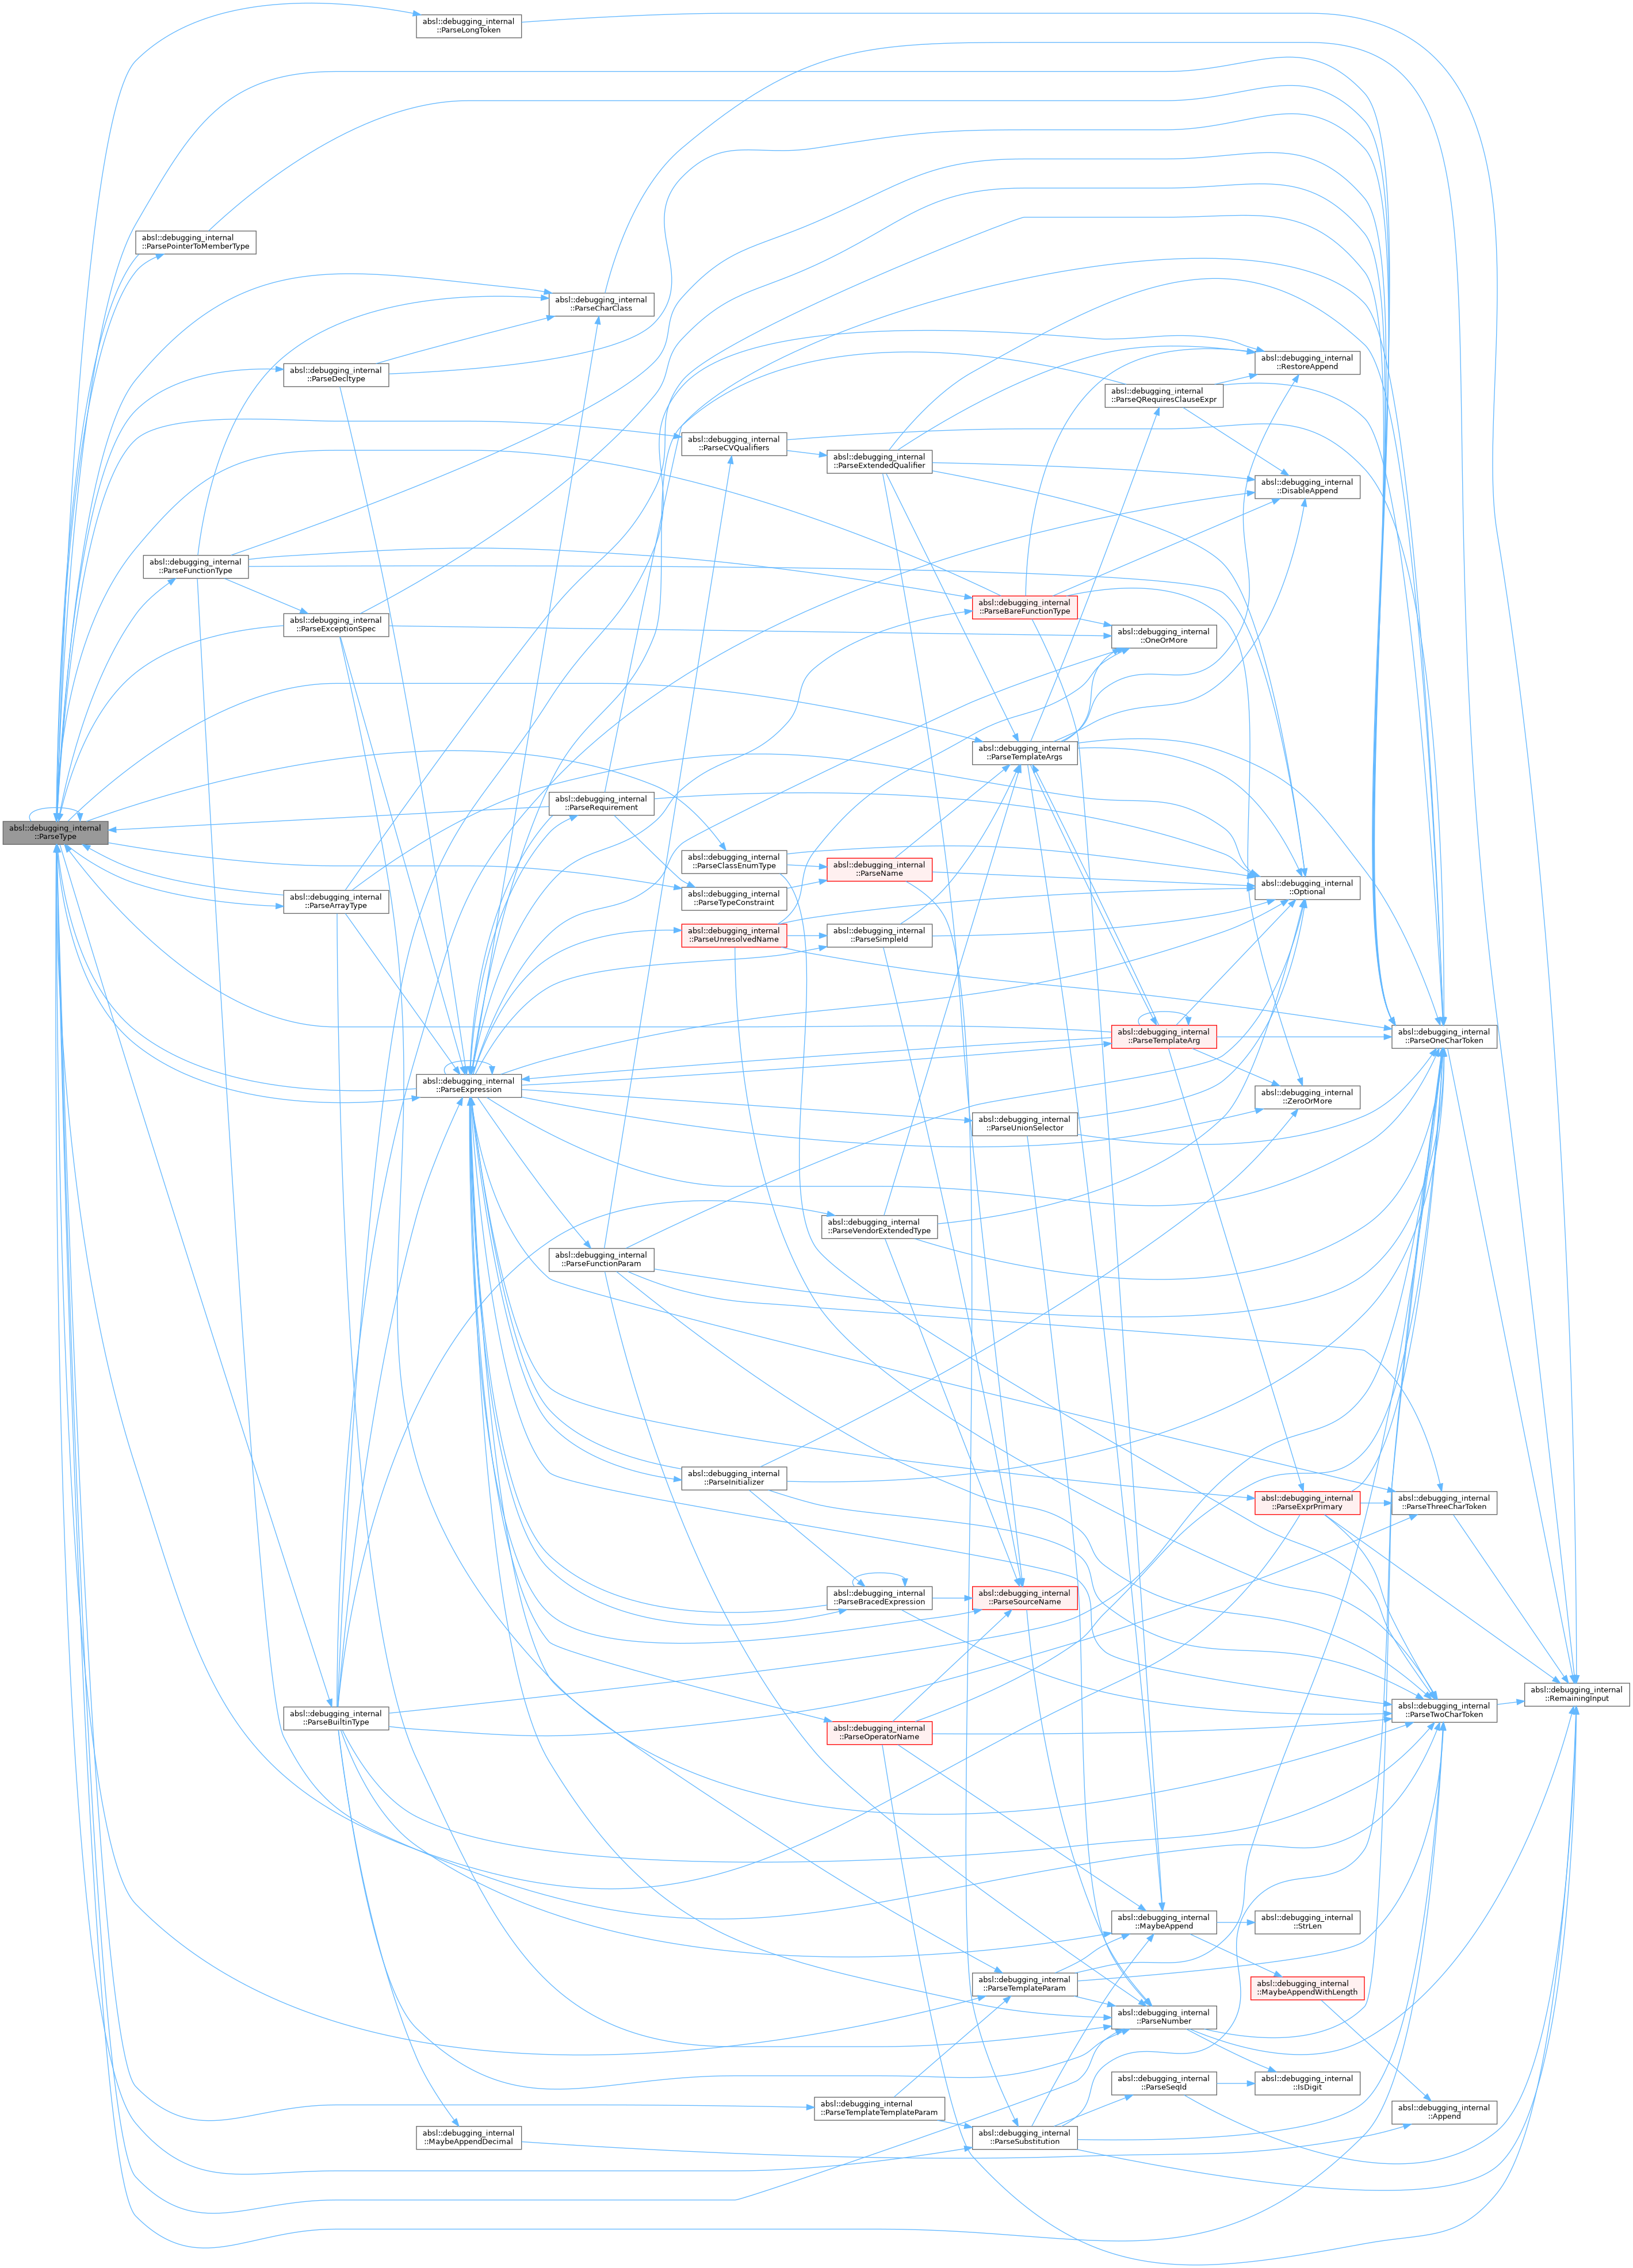 absl::debugging_internal
::ParseLongToken
absl::debugging_internal
::ParsePointerToMemberType
absl::debugging_internal
::ParseCharClass
absl::debugging_internal
::RestoreAppend
absl::debugging_internal
::ParseDecltype
absl::debugging_internal
::ParseQRequiresClauseExpr
absl::debugging_internal
::ParseCVQualifiers
absl::debugging_internal
::ParseExtendedQualifier
absl::debugging_internal
::DisableAppend
absl::debugging_internal
::ParseFunctionType
absl::debugging_internal
::ParseBareFunctionType
absl::debugging_internal
::ParseExceptionSpec
absl::debugging_internal
::OneOrMore
absl::debugging_internal
::ParseTemplateArgs
absl::debugging_internal
::ParseRequirement
absl::debugging_internal
::ParseType
absl::debugging_internal
::ParseClassEnumType
absl::debugging_internal
::ParseName
absl::debugging_internal
::Optional
absl::debugging_internal
::ParseArrayType
absl::debugging_internal
::ParseTypeConstraint
absl::debugging_internal
::ParseUnresolvedName
absl::debugging_internal
::ParseSimpleId
absl::debugging_internal
::ParseTemplateArg
absl::debugging_internal
::ParseOneCharToken
absl::debugging_internal
::ParseExpression
absl::debugging_internal
::ZeroOrMore
absl::debugging_internal
::ParseUnionSelector
absl::debugging_internal
::ParseVendorExtendedType
absl::debugging_internal
::ParseFunctionParam
absl::debugging_internal
::ParseInitializer
absl::debugging_internal
::ParseExprPrimary
absl::debugging_internal
::ParseThreeCharToken
absl::debugging_internal
::ParseBracedExpression
absl::debugging_internal
::ParseSourceName
absl::debugging_internal
::RemainingInput
absl::debugging_internal
::ParseBuiltinType
absl::debugging_internal
::ParseTwoCharToken
absl::debugging_internal
::ParseOperatorName
absl::debugging_internal
::MaybeAppend
absl::debugging_internal
::StrLen
absl::debugging_internal
::ParseTemplateParam
absl::debugging_internal
::MaybeAppendWithLength
absl::debugging_internal
::ParseNumber
absl::debugging_internal
::ParseSeqId
absl::debugging_internal
::IsDigit
absl::debugging_internal
::ParseTemplateTemplateParam
absl::debugging_internal
::Append
absl::debugging_internal
::MaybeAppendDecimal
absl::debugging_internal
::ParseSubstitution